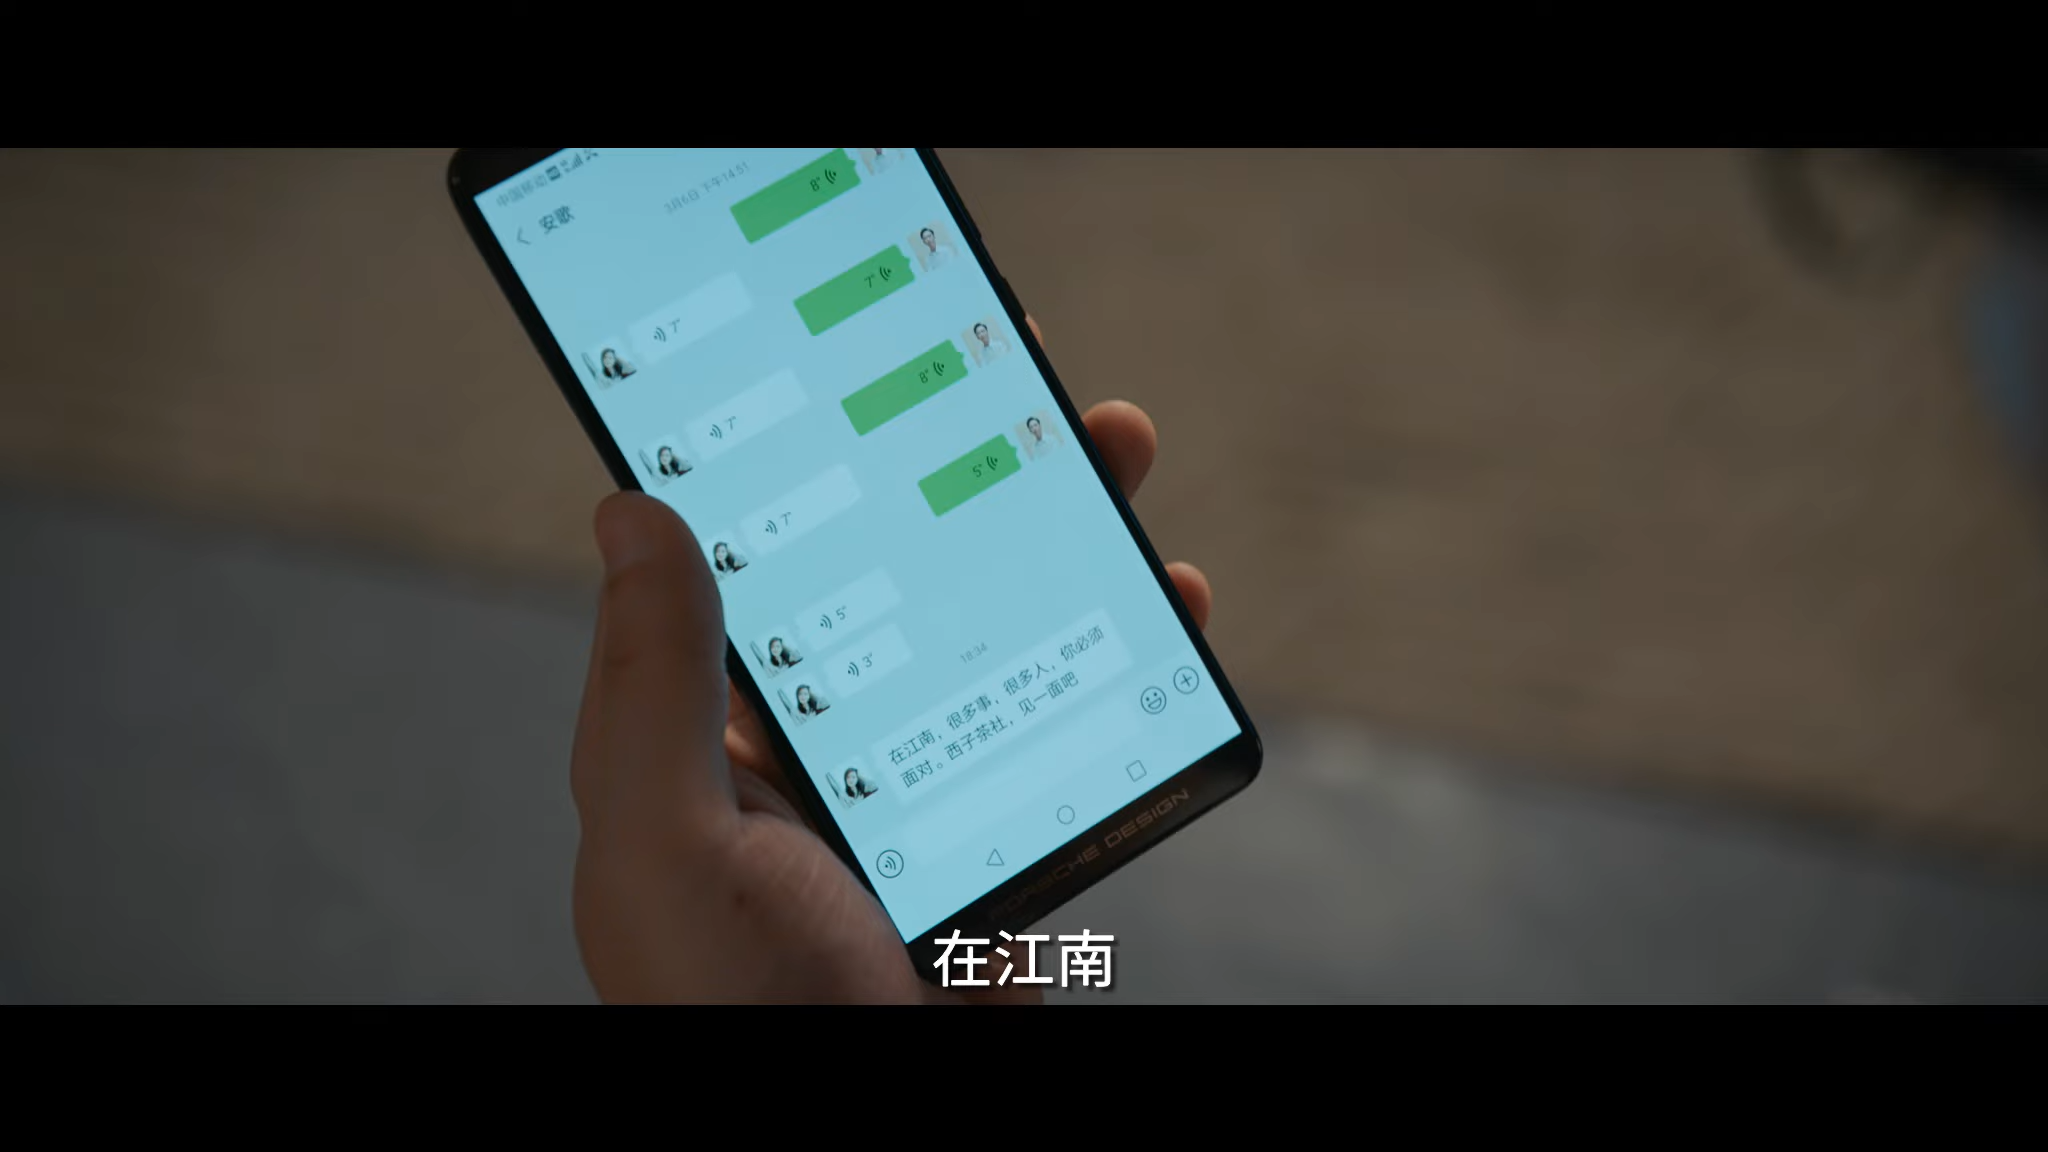 中国移动
安歌
3月6日 下午14:51
8"
7"
7"
8"
7"
5"
7"
5"
3"
18:34
在江南，很多事，很多人，你必须
面对。西子茶社，见一面吧
PORSCHE DESIGN
在江南